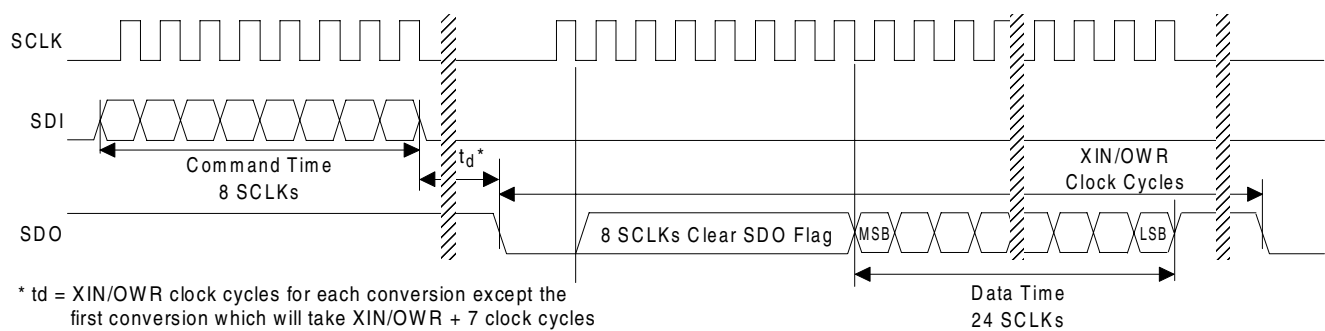 SCLK
SDI
Command Time
8 SCLKs
td*
XIN/OWR
Clock Cycles
SDO
8 SCLKs Clear SDO Flag
MSB
LSB
* td = XIN/OWR clock cycles for each conversion except the
first conversion which will take XIN/OWR + 7 clock cycles
Data Time
24 SCLKs